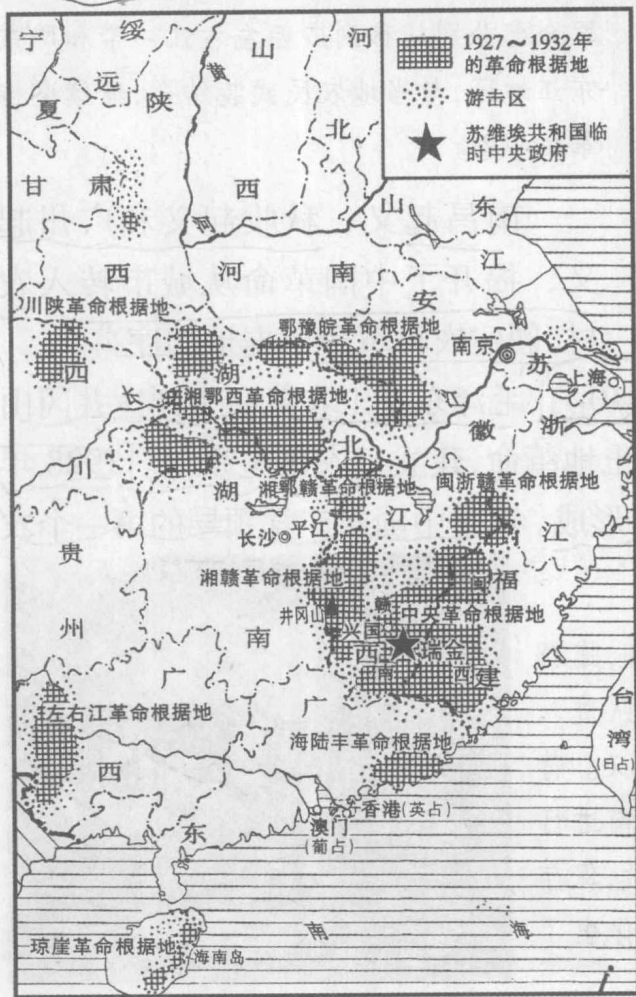 1927～1932年
的革命根据地
游击区
苏维埃共和国临
时中央政府
宁夏
绥远
陕西
山西
河北
黄河
甘肃
甘
山东
河南
江苏
安徽
川陕革命根据地
鄂豫皖革命根据地
南京
上海
西川
湖北
长江
湘鄂西革命根据地
浙江
湘鄂赣革命根据地
闽浙赣革命根据地
湖南
长沙
平江
江西
湘赣革命根据地
井冈山
赣南
闽西
中央革命根据地
兴国
瑞金
福建
贵州
广西
广东
左右江革命根据地
海陆丰革命根据地
台湾
(日占)
香港(英占)
澳门
(葡占)
琼崖革命根据地
海南岛
南海